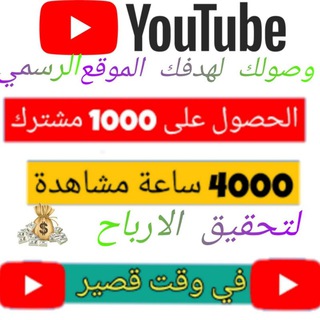 YouTube
وصولك لهدفك الموقع الرسمي
الحصول على 1000 مشترك
4000 ساعة مشاهدة
لتحقيق الارباح
في وقت قصير